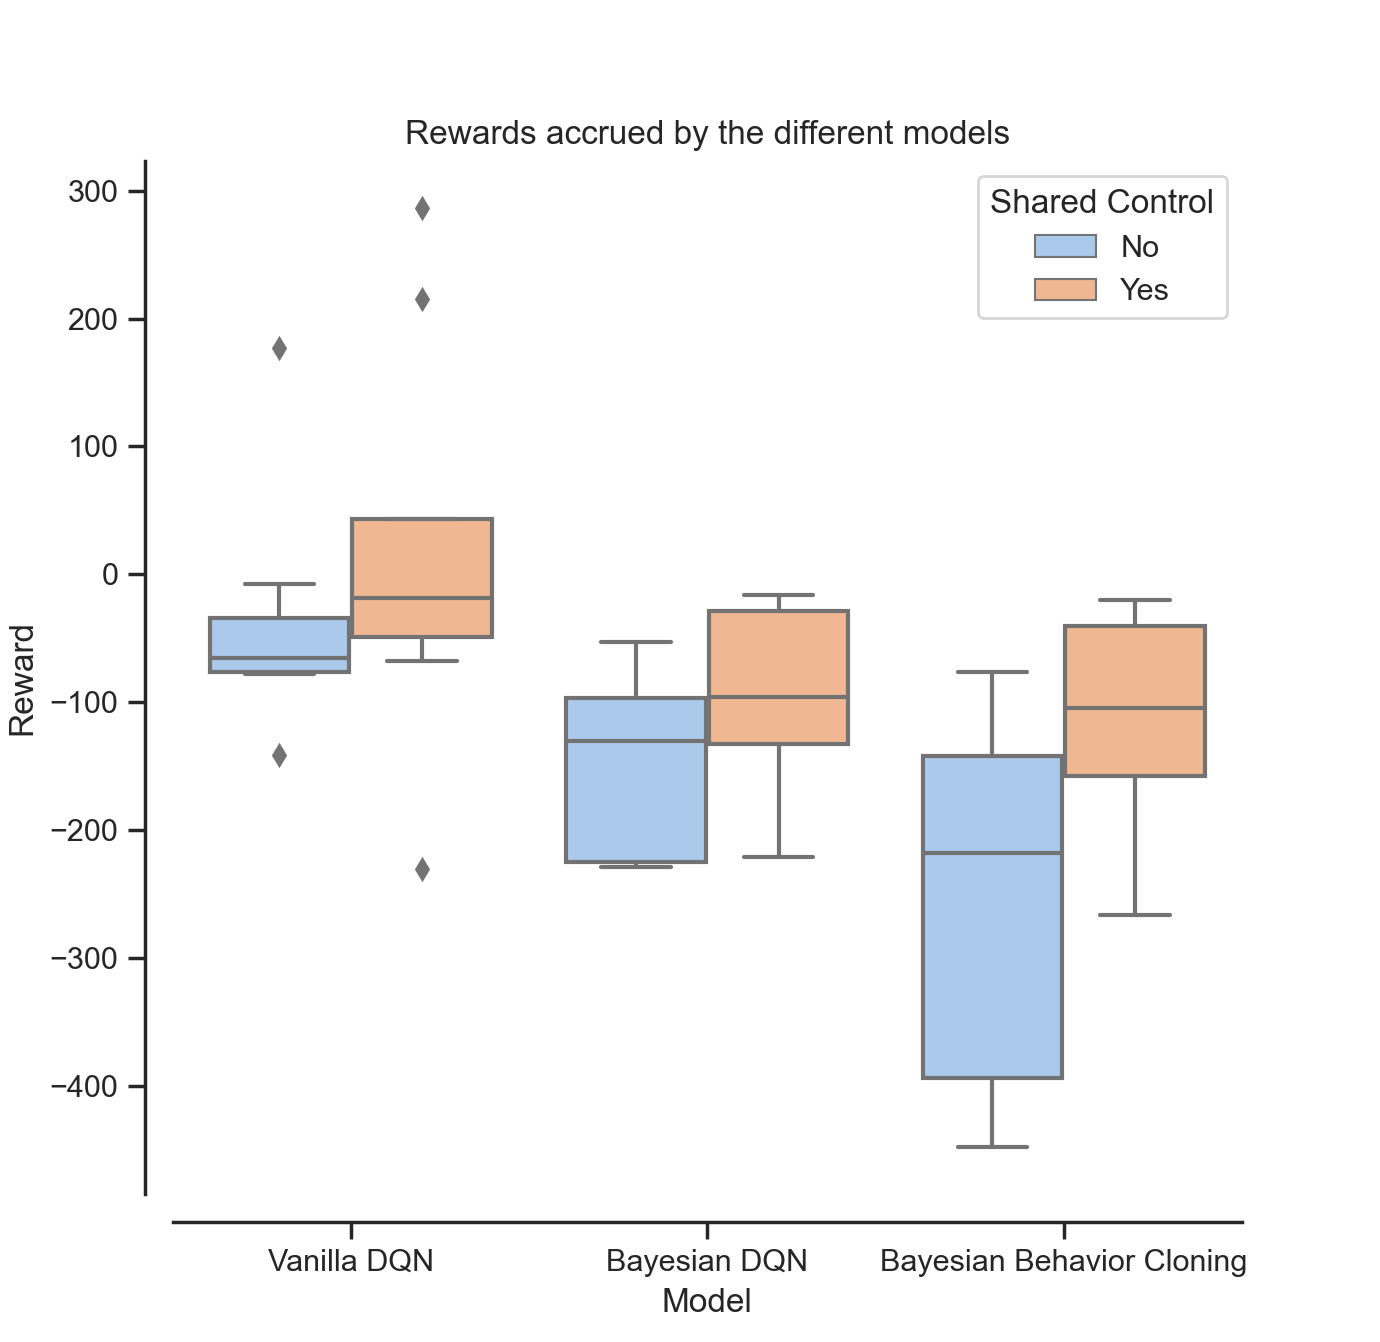 Rewards accrued by the different models
Shared Control
No
Yes
300
200
100
0
−100
−200
−300
−400
Reward
Vanilla DQN
Bayesian DQN
Bayesian Behavior Cloning
Model